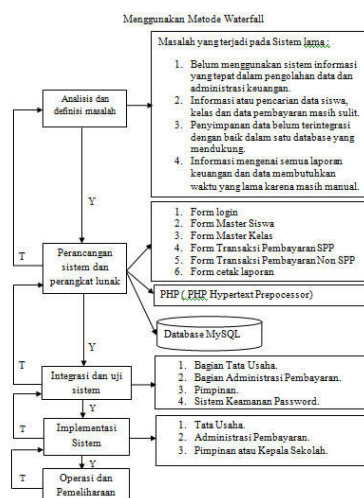 Menggunakan Metode Waterfall
Masalah yang terjadi pada Sistem lama :
1. Belum menggunakan sistem informasi
yang tepat dalam pengolahan data dan
administrasi keuangan.
2. Informasi atau pencarian data siswa,
kelas dan data pembayaran masih sulit.
3. Penyimpanan data belum terintegrasi
dengan baik dalam satu database yang
mendukung.
4. Informasi mengenai semua laporan
keuangan dan data membutuhkan
waktu yang lama karena masih manual.
Analisis dan
definisi masalah
Y
T
Perancangan
sistem dan
perangkat lunak
1. Form login
2. Form Master Siswa
3. Form Master Kelas
4. Form Transaksi Pembayaran SPP
5. Form Transaksi Pembayaran Non SPP
6. Form cetak laporan
PHP ( PHP Hypertext Prepocessor)
Database MySQL
Y
T
Integrasi dan uji
sistem
1. Bagian Tata Usaha.
2. Bagian Administrasi Pembayaran.
3. Pimpinan.
4. Sistem Keamanan Password.
Y
T
Implementasi
Sistem
1. Tata Usaha.
2. Administrasi Pembayaran.
3. Pimpinan atau Kepala Sekolah.
Y
T
Operasi dan
Pemeliharaan